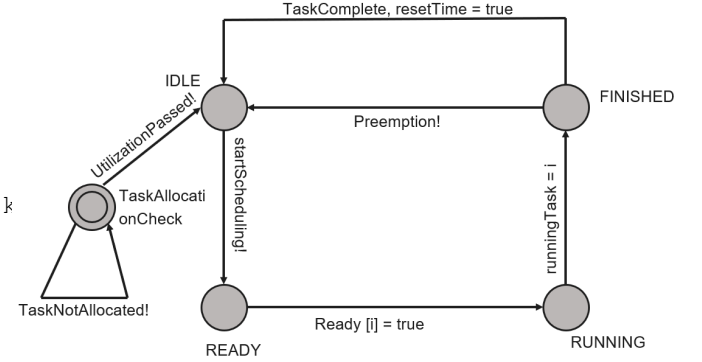 TaskComplete, resetTime = true
IDLE
FINISHED
UtilizationPassed!
Preemption!
TaskAllocati
onCheck
startScheduling!
runningTask = i
TaskNotAllocated!
Ready [i] = true
READY
RUNNING